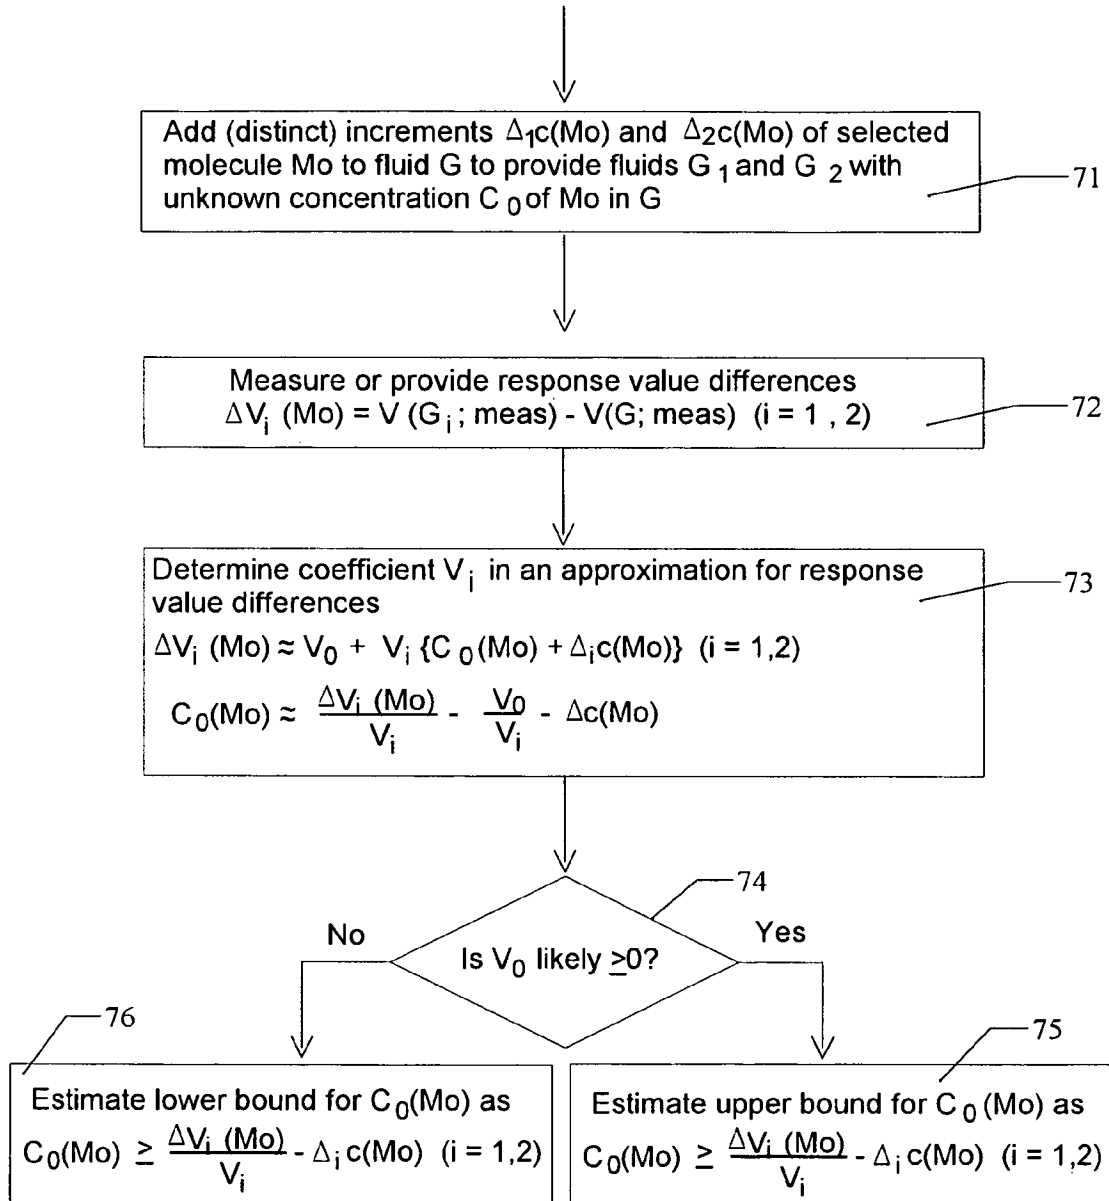 Add (distinct) increments Δ₁c(Mo) and Δ₂c(Mo) of selected
molecule Mo to fluid G to provide fluids G₁ and G₂ with
unknown concentration C₀ of Mo in G
71
Measure or provide response value differences
ΔVᵢ (Mo) = V (Gᵢ; meas) - V(G; meas) (i = 1 , 2)
72
Determine coefficient Vᵢ in an approximation for response
value differences
73
ΔVᵢ (Mo) ≈ V₀ + Vᵢ {C₀(Mo) + Δᵢc(Mo)} (i = 1,2)
C₀(Mo) ≈ ΔVᵢ (Mo)/Vᵢ - V₀/Vᵢ - Δc(Mo)
74
No
Is V₀ likely ≥0?
Yes
76
Estimate lower bound for C₀(Mo) as
C₀(Mo) ≥ ΔVᵢ (Mo)/Vᵢ - Δᵢ c(Mo) (i = 1,2)
75
Estimate upper bound for C₀ (Mo) as
C₀(Mo) ≥ ΔVᵢ (Mo)/Vᵢ - Δᵢ c(Mo) (i = 1,2)